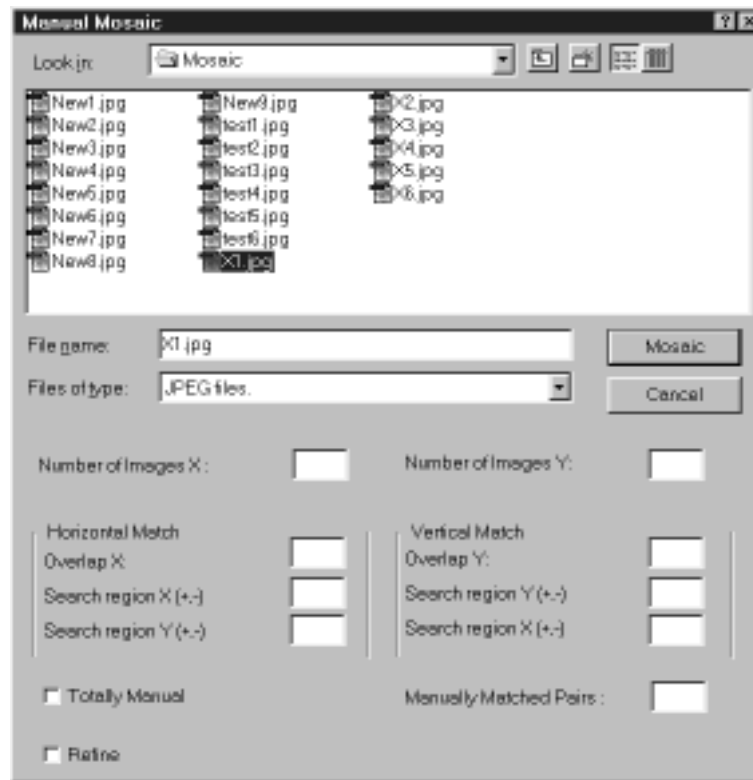 Manual Mosaic
Look in: Mosaic
New1.jpg New9.jpg X2.jpg
New2.jpg test1.jpg X3.jpg
New3.jpg test2.jpg X4.jpg
New4.jpg test3.jpg X5.jpg
New5.jpg test4.jpg X6.jpg
New6.jpg test5.jpg
New7.jpg test6.jpg
New8.jpg X1.jpg
File name: X1.jpg Mosaic
Files of type: JPEG files. Cancel
Number of Images X : Number of Images Y:
Horizontal Match Vertical Match
Overlap X: Overlap Y:
Search region X (+,-) Search region Y (+,-)
Search region Y (+,-) Search region X (+,-)
Totally Manual Manually Matched Pairs :
Refine